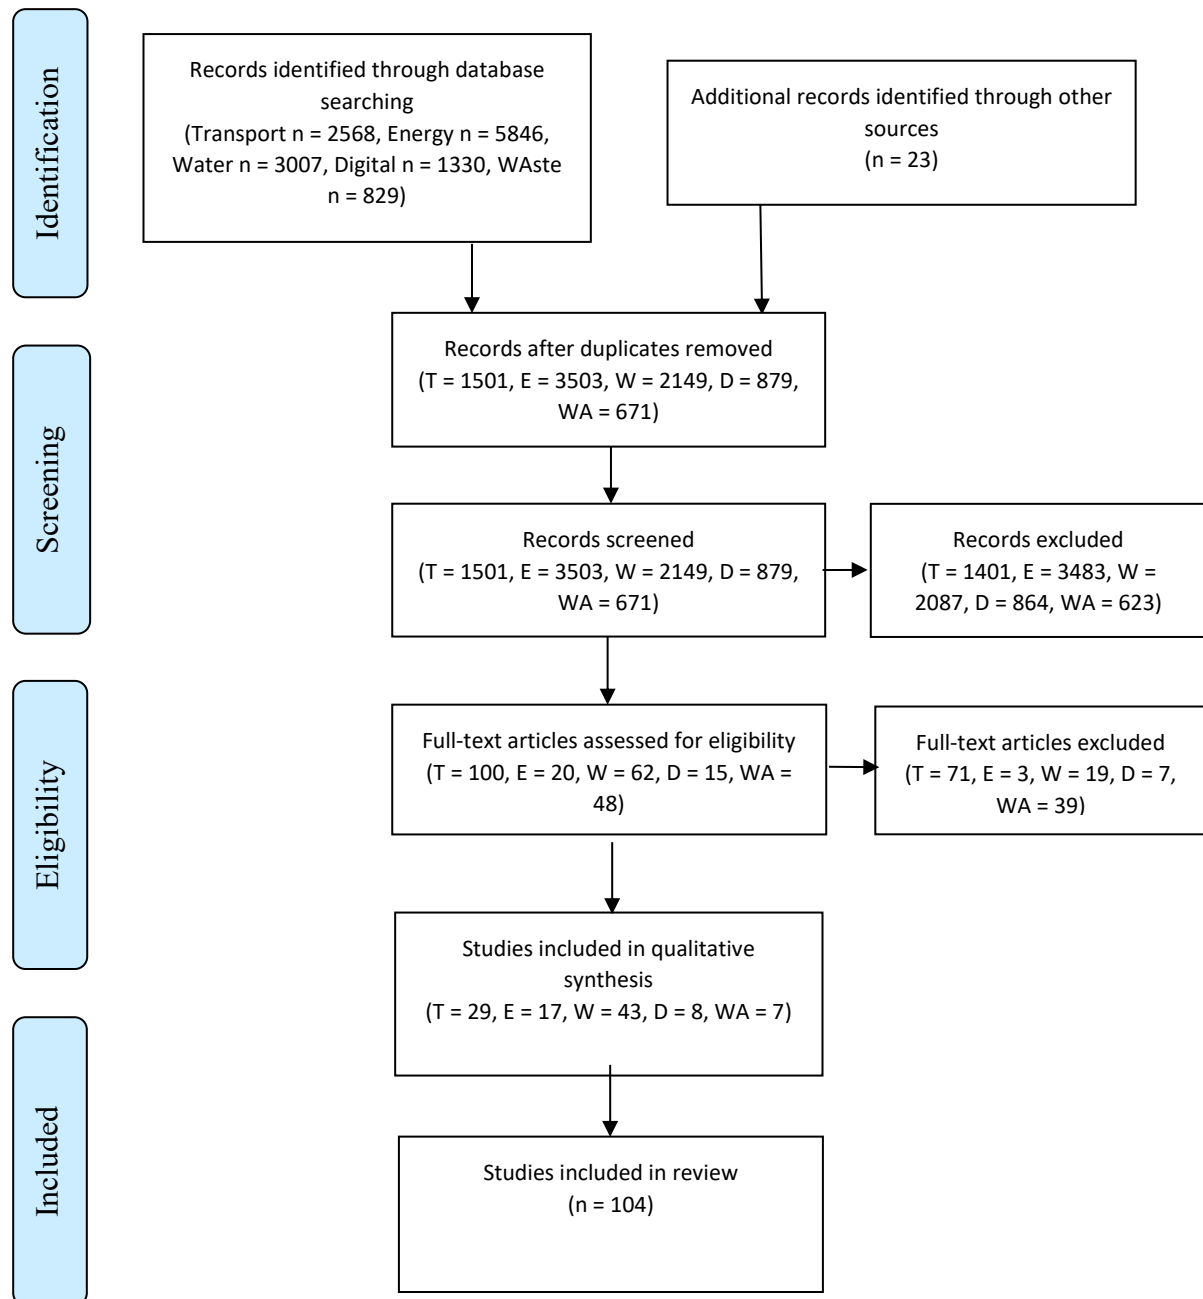 Identification
Records identified through database
searching
(Transport n = 2568, Energy n = 5846,
Water n = 3007, Digital n = 1330, WAste
n = 829)
Additional records identified through other
sources
(n = 23)
Screening
Records after duplicates removed
(T = 1501, E = 3503, W = 2149, D = 879,
WA = 671)
Records screened
(T = 1501, E = 3503, W = 2149, D = 879,
WA = 671)
Records excluded
(T = 1401, E = 3483, W =
2087, D = 864, WA = 623)
Eligibility
Full-text articles assessed for eligibility
(T = 100, E = 20, W = 62, D = 15, WA =
48)
Full-text articles excluded
(T = 71, E = 3, W = 19, D = 7,
WA = 39)
Studies included in qualitative
synthesis
(T = 29, E = 17, W = 43, D = 8, WA = 7)
Included
Studies included in review
(n = 104)